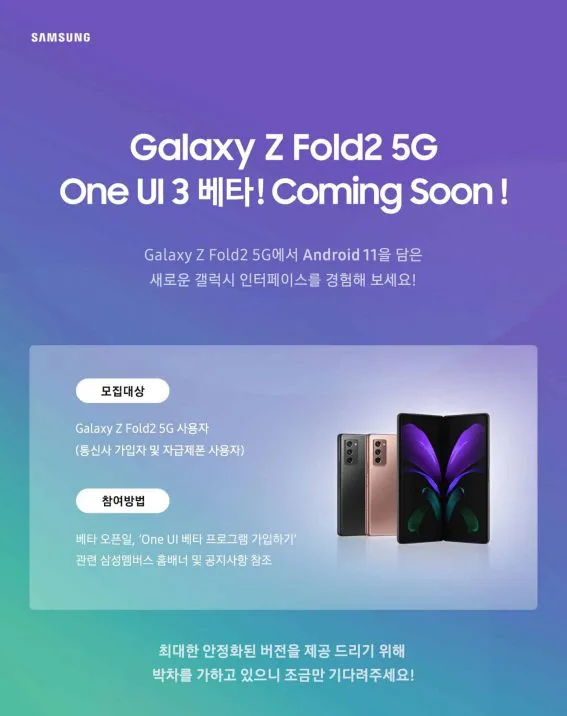 SAMSUNG
Galaxy Z Fold2 5G
One UI 3 베타! Coming Soon!
Galaxy Z Fold2 5G에서 Android 11을 담은
새로운 갤럭시 인터페이스를 경험해 보세요!
모집대상
Galaxy Z Fold2 5G 사용자
(통신사 가입자 및 자급제폰 사용자)
참여방법
베타 오픈일, 'One UI 베타 프로그램 가입하기'
관련 삼성멤버스 홈배너 및 공지사항 참조
최대한 안정화된 버전을 제공 드리기 위해
박차를 가하고 있으니 조금만 기다려주세요!